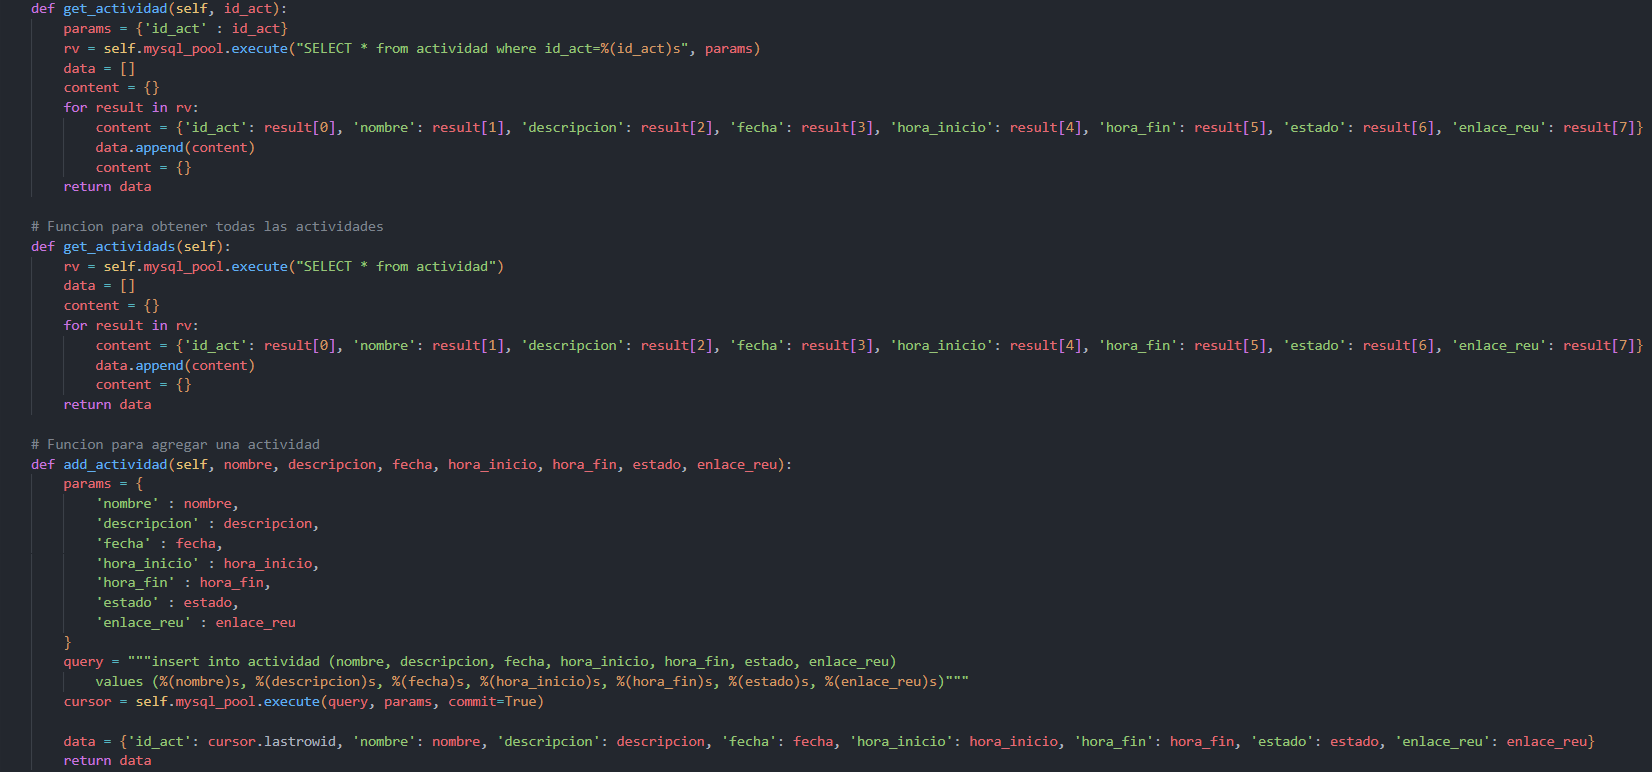 def get_actividad(self, id_act):
    params = {'id_act' : id_act}
    rv = self.mysql_pool.execute("SELECT * from actividad where id_act=%(id_act)s", params)
    data = []
    content = {}
    for result in rv:
        content = {'id_act': result[0], 'nombre': result[1], 'descripcion': result[2], 'fecha': result[3], 'hora_inicio': result[4], 'hora_fin': result[5], 'estado': result[6], 'enlace_reu': result[7]}
        data.append(content)
        content = {}
    return data

# Funcion para obtener todas las actividades
def get_actividads(self):
    rv = self.mysql_pool.execute("SELECT * from actividad")
    data = []
    content = {}
    for result in rv:
        content = {'id_act': result[0], 'nombre': result[1], 'descripcion': result[2], 'fecha': result[3], 'hora_inicio': result[4], 'hora_fin': result[5], 'estado': result[6], 'enlace_reu': result[7]}
        data.append(content)
        content = {}
    return data

# Funcion para agregar una actividad
def add_actividad(self, nombre, descripcion, fecha, hora_inicio, hora_fin, estado, enlace_reu):
    params = {
        'nombre' : nombre,
        'descripcion' : descripcion,
        'fecha' : fecha,
        'hora_inicio' : hora_inicio,
        'hora_fin' : hora_fin,
        'estado' : estado,
        'enlace_reu' : enlace_reu
    }
    query = """insert into actividad (nombre, descripcion, fecha, hora_inicio, hora_fin, estado, enlace_reu)
        values (%(nombre)s, %(descripcion)s, %(fecha)s, %(hora_inicio)s, %(hora_fin)s, %(estado)s, %(enlace_reu)s)"""
    cursor = self.mysql_pool.execute(query, params, commit=True)

    data = {'id_act': cursor.lastrowid, 'nombre': nombre, 'descripcion': descripcion, 'fecha': fecha, 'hora_inicio': hora_inicio, 'hora_fin': hora_fin, 'estado': estado, 'enlace_reu': enlace_reu}
    return data